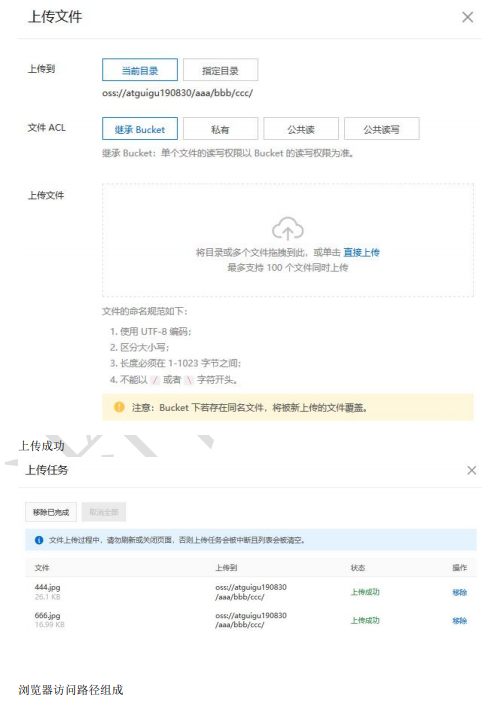 上传文件
上传到
当前目录 指定目录
oss://atguigu190830/aaa/bbb/ccc/
文件 ACL
继承 Bucket 私有 公共读 公共读写
继承 Bucket：单个文件的读写权限以 Bucket 的读写权限为准。
上传文件
将目录或多个文件拖拽到此，或单击 直接上传
最多支持 100 个文件同时上传
文件的命名规范如下：
1. 使用 UTF-8 编码；
2. 区分大小写；
3. 长度必须在 1-1023 字节之间；
4. 不能以 / 或者 \ 字符开头。
注意：Bucket 下若存在同名文件，将被新上传的文件覆盖。
上传成功
上传任务
移除已完成 取消全部
文件上传过程中，请勿刷新或关闭页面，否则上传任务会被中断且列表会被清空。
文件 上传到 状态 操作
444.jpg oss://atguigu190830 上传成功 移除
26.1 KB /aaa/bbb/ccc/
666.jpg oss://atguigu190830 上传成功 移除
16.99 KB /aaa/bbb/ccc/
浏览器访问路径组成